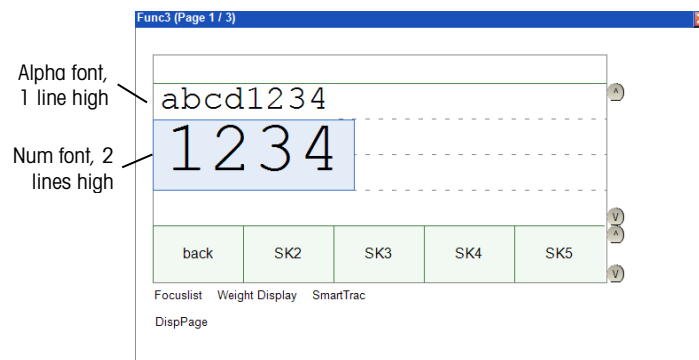 Func3 (Page 1 / 3)
Alpha font,
1 line high
abcd1234
Num font, 2
lines high
1234
back SK2 SK3 SK4 SK5
Focuslist Weight Display SmartTrac
DispPage
^
V
^
V